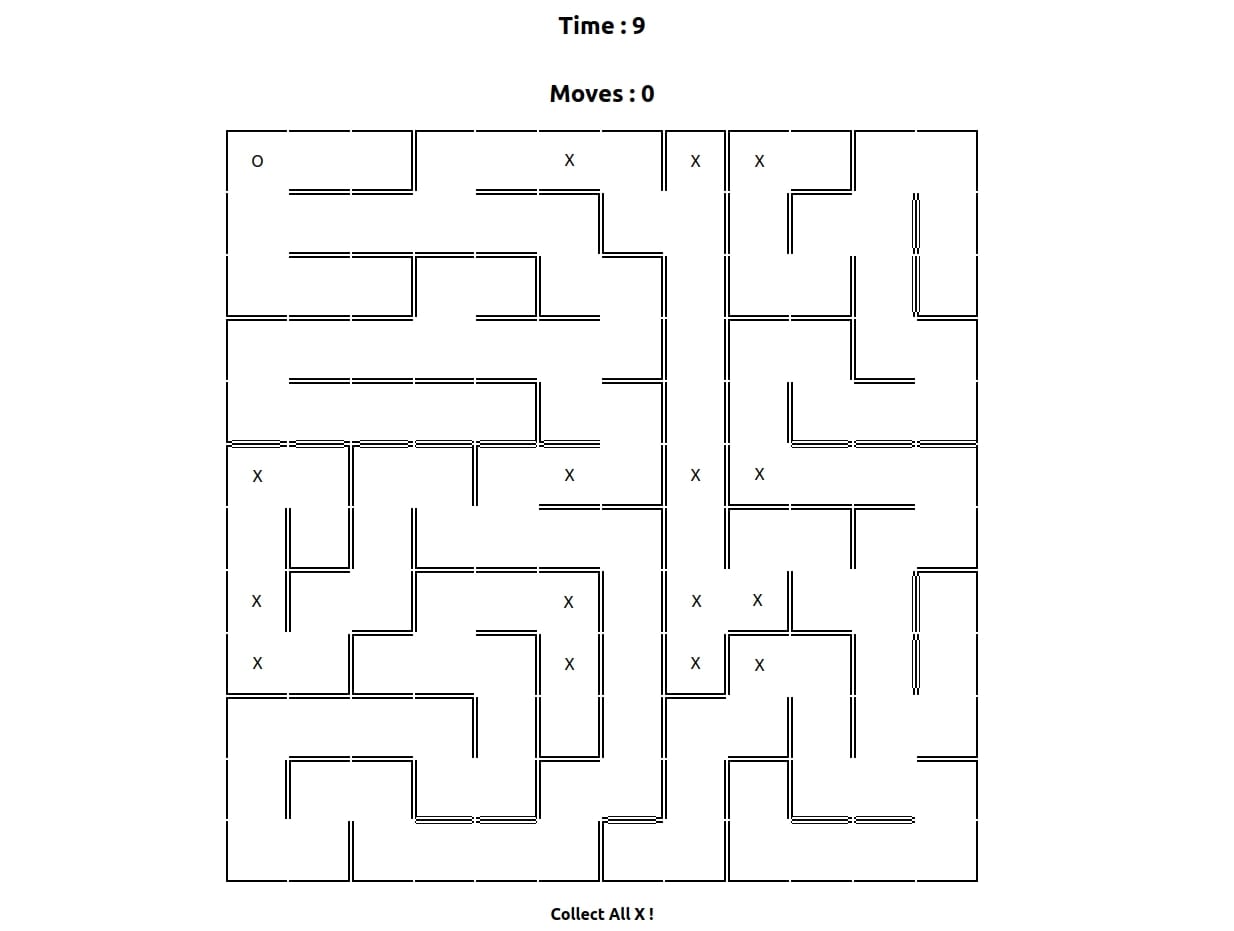 Time : 9
Moves : 0
O X X X
X X X
X X X X
X X X X
Collect All X !